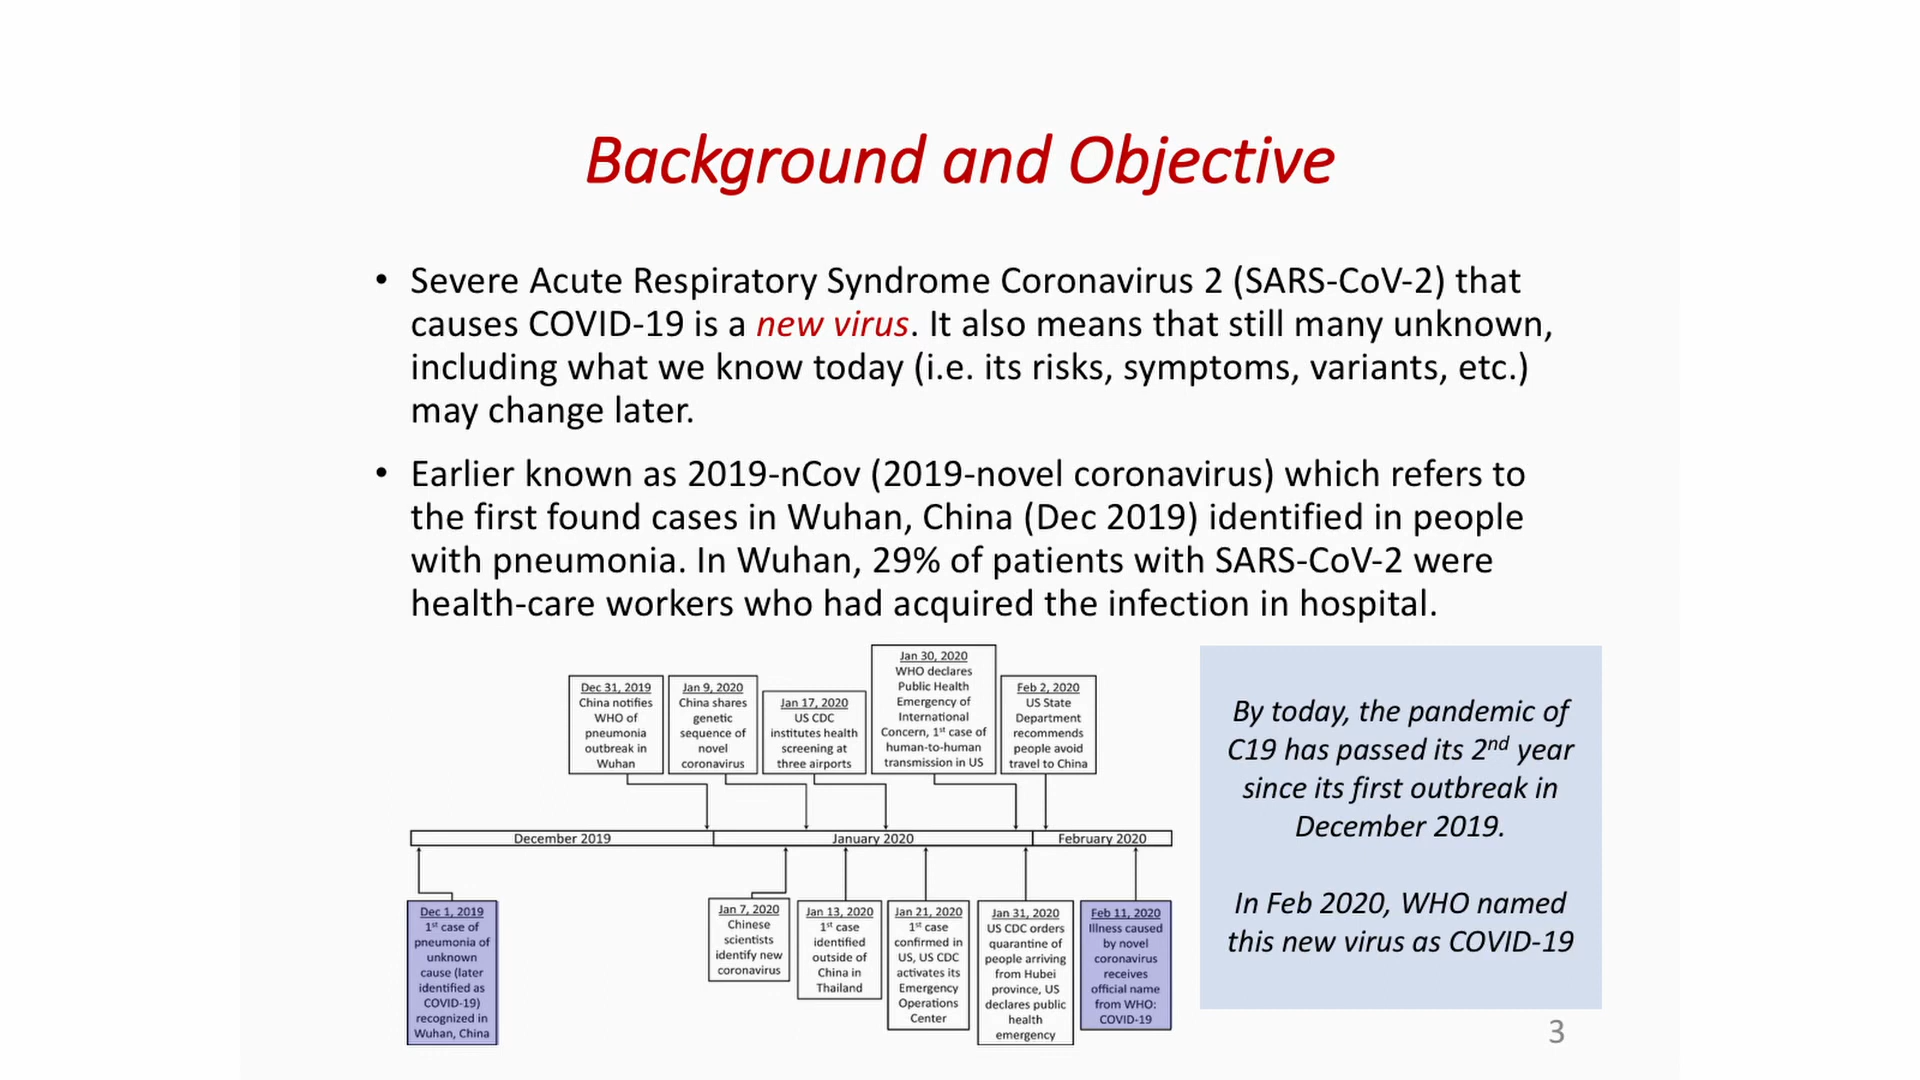 Background and Objective
• Severe Acute Respiratory Syndrome Coronavirus 2 (SARS-CoV-2) that
causes COVID-19 is a new virus. It also means that still many unknown,
including what we know today (i.e. its risks, symptoms, variants, etc.)
may change later.
• Earlier known as 2019-nCov (2019-novel coronavirus) which refers to
the first found cases in Wuhan, China (Dec 2019) identified in people
with pneumonia. In Wuhan, 29% of patients with SARS-CoV-2 were
health-care workers who had acquired the infection in hospital.
Dec 31, 2019
China notifies
WHO of
pneumonia
outbreak in
Wuhan
Jan 9, 2020
China shares
genetic
sequence of
novel
coronavirus
Jan 17, 2020
US CDC
institutes health
screening at
three airports
Jan 30, 2020
WHO declares
Public Health
Emergency of
International
Concern, 1st case of
human-to-human
transmission in US
Feb 2, 2020
US State
Department
recommends
people avoid
travel to China
December 2019
January 2020
February 2020
Dec 1, 2019
1st case of
pneumonia of
unknown
cause (later
identified as
COVID-19)
recognized in
Wuhan, China
Jan 7, 2020
Chinese
scientists
identify new
coronavirus
Jan 13, 2020
1st case
identified
outside of
China in
Thailand
Jan 21, 2020
1st case
confirmed in
US, US CDC
activates its
Emergency
Operations
Center
Jan 31, 2020
US CDC orders
quarantine of
people arriving
from Hubei
province, US
declares public
health
emergency
Feb 11, 2020
Illness caused
by novel
coronavirus
receives
official name
from WHO:
COVID-19
By today, the pandemic of
C19 has passed its 2nd year
since its first outbreak in
December 2019.
In Feb 2020, WHO named
this new virus as COVID-19
3